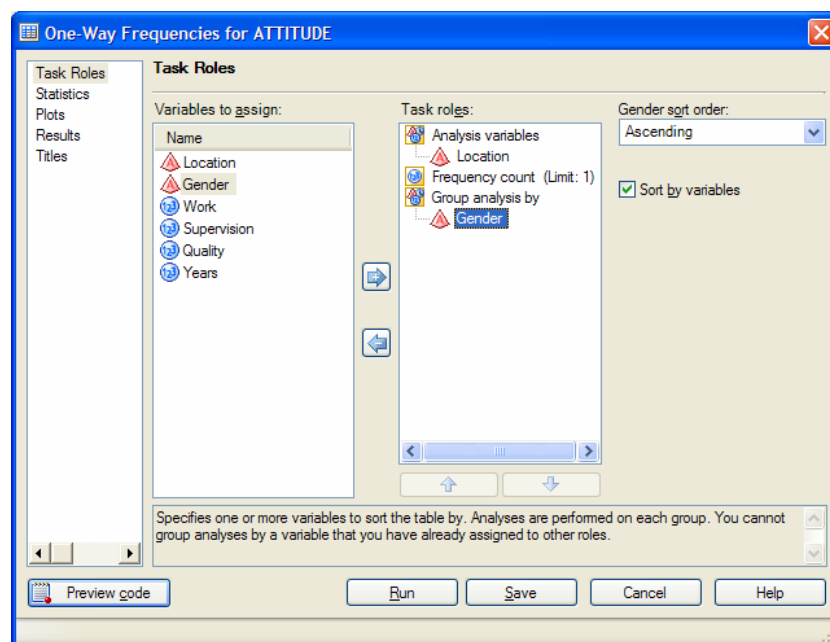 One-Way Frequencies for ATTITUDE
Task Roles
Statistics
Plots
Results
Titles
Task Roles
Variables to assign:
Name
Location
Gender
Work
Supervision
Quality
Years
Task roles:
Analysis variables
Location
Frequency count (Limit: 1)
Group analysis by
Gender
Gender sort order:
Ascending
Sort by variables
Specifies one or more variables to sort the table by. Analyses are performed on each group. You cannot
group analyses by a variable that you have already assigned to other roles.
Preview code
Run
Save
Cancel
Help